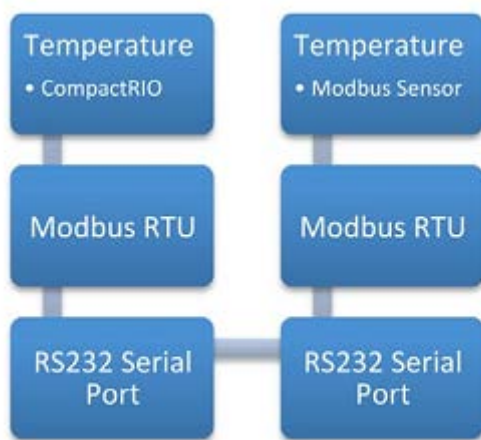 Temperature
• CompactRIO
Modbus RTU
RS232 Serial
Port
Temperature
• Modbus Sensor
Modbus RTU
RS232 Serial
Port